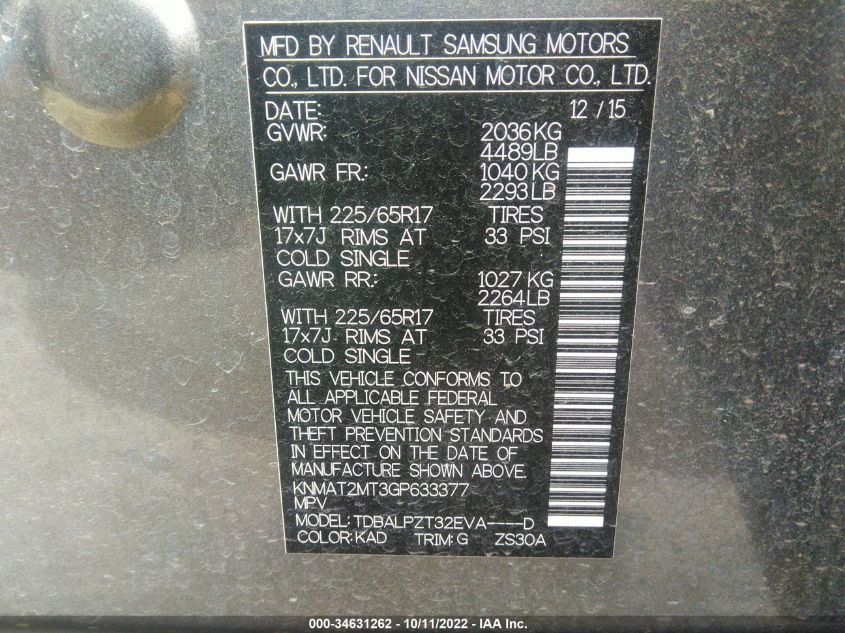 MFD BY RENAULT SAMSUNG MOTORS
CO., LTD. FOR NISSAN MOTOR CO., LTD.
DATE: 12 / 15
GVWR: 2036 KG
4489LB
GAWR FR.: 1040 KG
2293 LB
WITH 225/65R17 TIRES
17x7J RIMS AT 33 PSI
COLD SINGLE
GAWR RR.: 1027 KG
2264LB
WITH 225/65R17 TIRES
17x7J RIMS AT 33 PSI
COLD SINGLE
THIS VEHICLE CONFORMS TO
ALL APPLICABLE FEDERAL
MOTOR VEHICLE SAFETY AND
THEFT PREVENTION STANDARDS
IN EFFECT ON THE DATE OF
MANUFACTURE SHOWN ABOVE.
KNMAT2MT3GP633377
MPV
MODEL: TDBALPZT32EVA----D
COLOR: KAD TRIM: G ZS30A
000-34631262 - 10/11/2022 - IAA Inc.